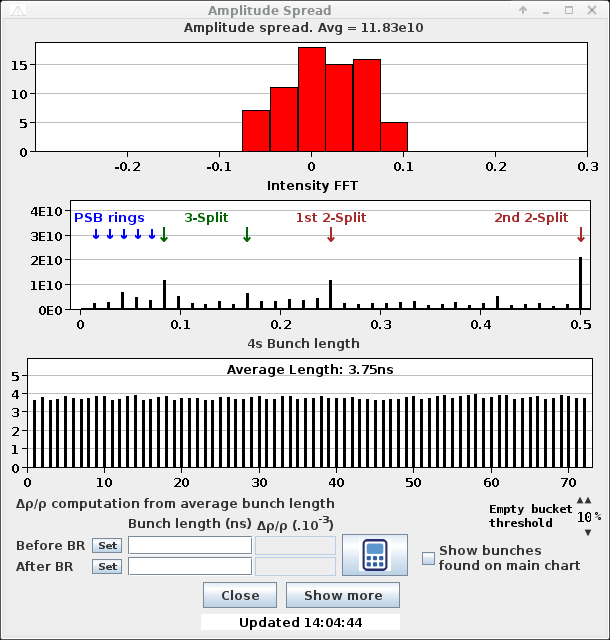 Amplitude Spread
Amplitude spread. Avg = 11.83e10
15
10
5
0
-0.2 -0.1 0 0.1 0.2 0.3
Intensity FFT
4E10
3E10
2E10
1E10
0E0
PSB rings 3-Split 1st 2-Split 2nd 2-Split
0 0.1 0.2 0.3 0.4 0.5
4s Bunch length
Average Length: 3.75ns
5
4
3
2
1
0
0 10 20 30 40 50 60 70
Δρ/ρ computation from average bunch length
Bunch length (ns) Δρ/ρ (.10⁻³)
Before BR Set
After BR Set
Empty bucket
threshold
10%
Show bunches
found on main chart
Close Show more
Updated 14:04:44